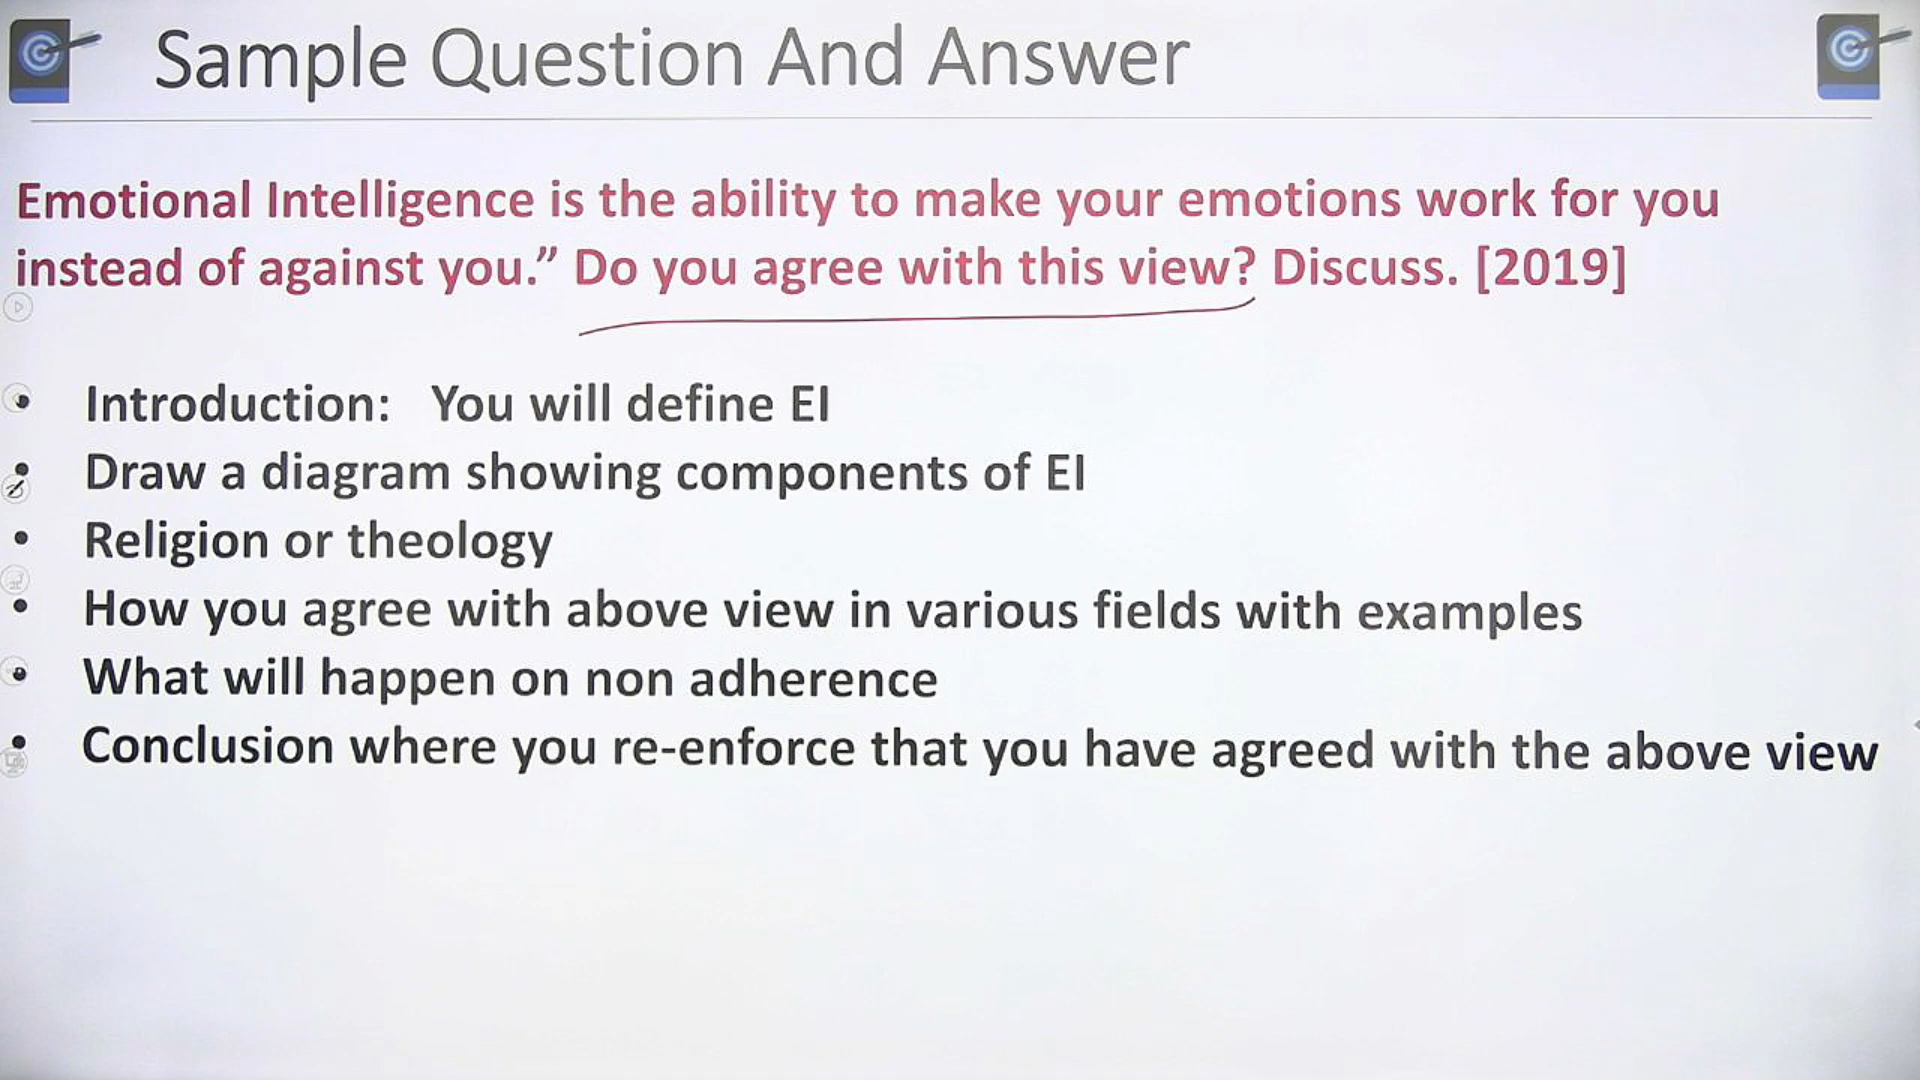 Sample Question And Answer
Emotional Intelligence is the ability to make your emotions work for you
instead of against you.” Do you agree with this view? Discuss. [2019]
• Introduction: You will define EI
• Draw a diagram showing components of EI
• Religion or theology
• How you agree with above view in various fields with examples
• What will happen on non adherence
• Conclusion where you re-enforce that you have agreed with the above view